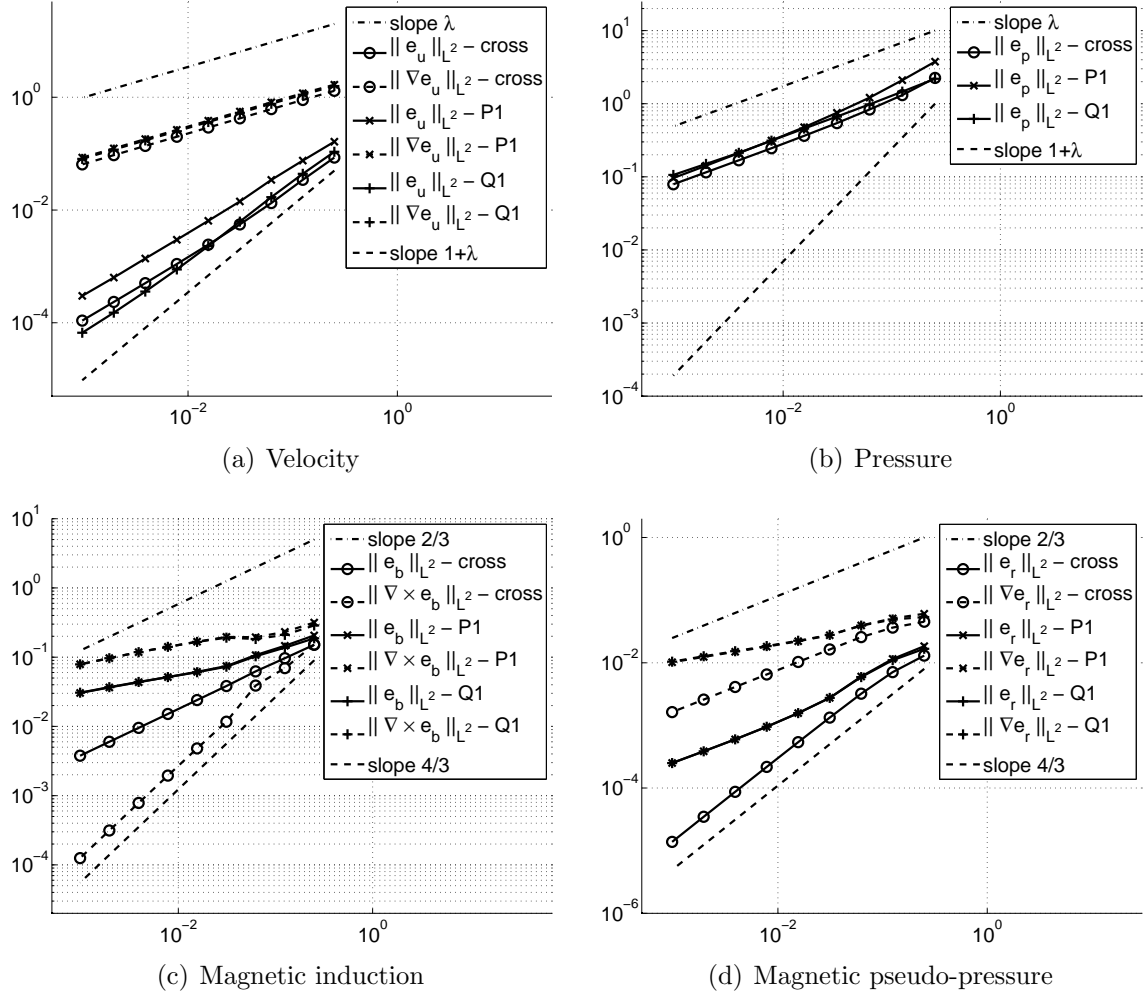 10^0
10^-2
10^-4
10^-2
10^0
slope λ
|| e_u ||_{L^2} – cross
|| ∇e_u ||_{L^2} – cross
|| e_u ||_{L^2} – P1
|| ∇e_u ||_{L^2} – P1
|| e_u ||_{L^2} – Q1
|| ∇e_u ||_{L^2} – Q1
slope 1+λ
(a) Velocity
10^2
10^1
10^0
10^-1
10^-2
10^-3
10^-4
10^-2
10^0
slope λ
|| e_p ||_{L^2} – cross
|| e_p ||_{L^2} – P1
|| e_p ||_{L^2} – Q1
slope 1+λ
(b) Pressure
10^1
10^0
10^-1
10^-2
10^-3
10^-4
10^-2
10^0
slope 2/3
|| e_b ||_{L^2} – cross
|| ∇ × e_b ||_{L^2} – cross
|| e_b ||_{L^2} – P1
|| ∇ × e_b ||_{L^2} – P1
|| e_b ||_{L^2} – Q1
|| ∇ × e_b ||_{L^2} – Q1
slope 4/3
(c) Magnetic induction
10^0
10^-2
10^-4
10^-6
10^-2
10^0
slope 2/3
|| e_r ||_{L^2} – cross
|| ∇e_r ||_{L^2} – cross
|| e_r ||_{L^2} – P1
|| ∇e_r ||_{L^2} – P1
|| e_r ||_{L^2} – Q1
|| ∇e_r ||_{L^2} – Q1
slope 4/3
(d) Magnetic pseudo-pressure